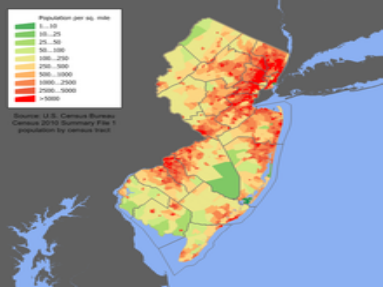 Population per sq. mile
1...10
10...25
25...50
50...100
100...250
250...500
500...1000
1000...2500
2500...5000
>5000
Source: U.S. Census Bureau
Census 2010 Summary File 1
population by census tract